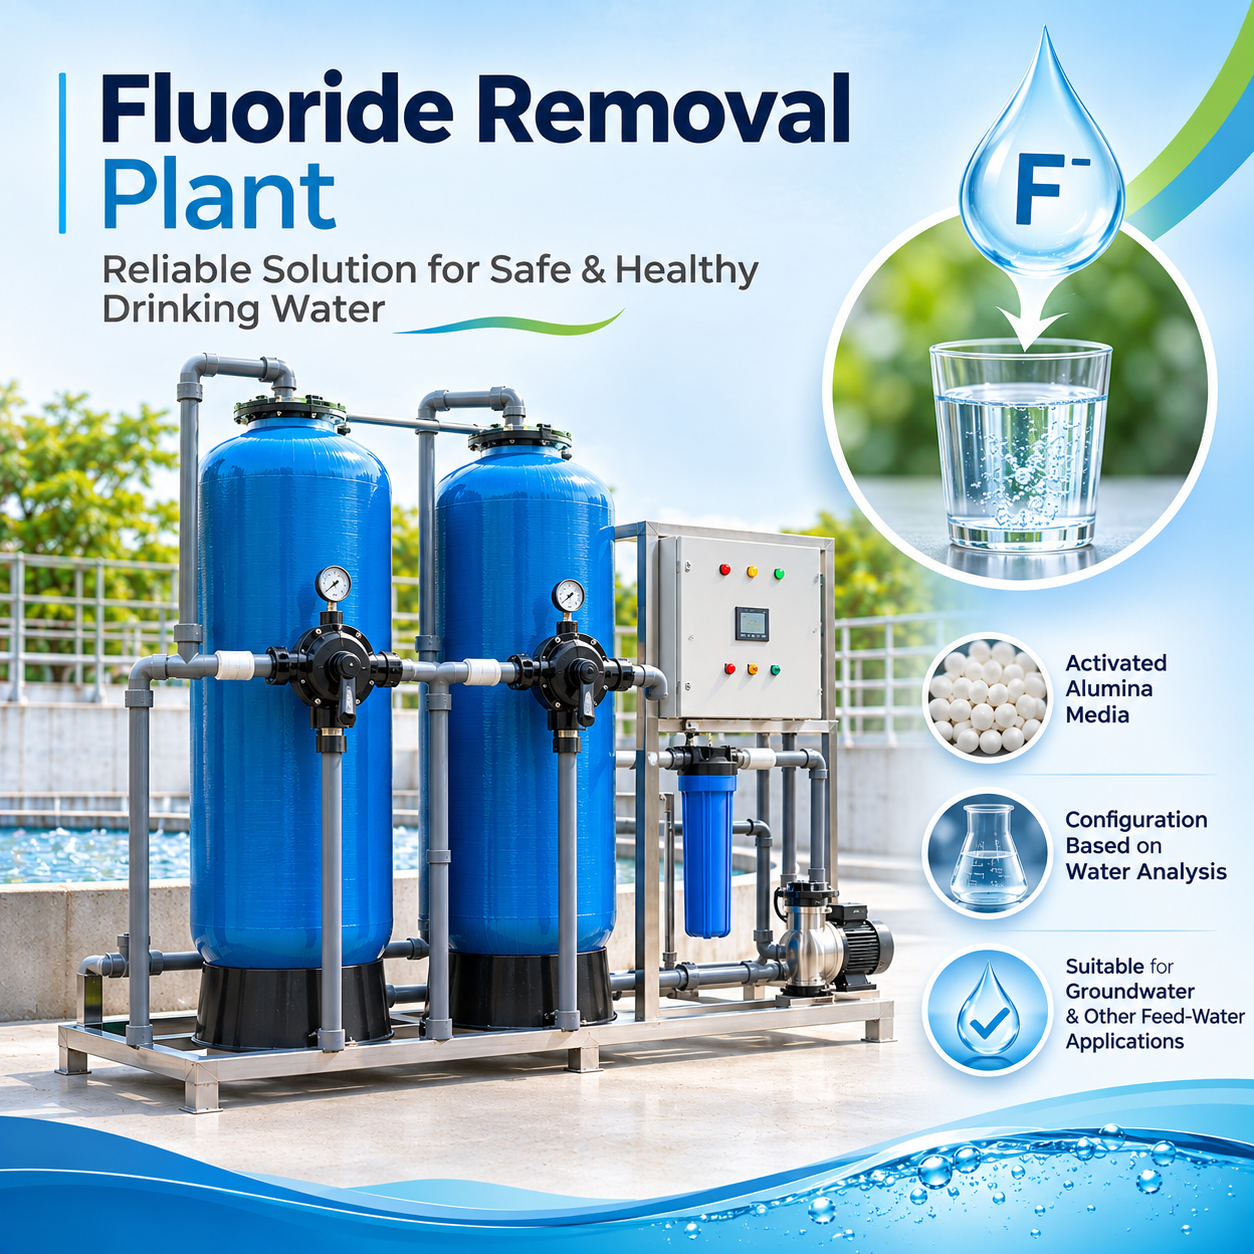 Fluoride Removal
Plant
Reliable Solution for Safe & Healthy
Drinking Water
F⁻
Activated
Alumina
Media
Configuration
Based on
Water Analysis
Suitable for
Groundwater
& Other Feed-Water
Applications